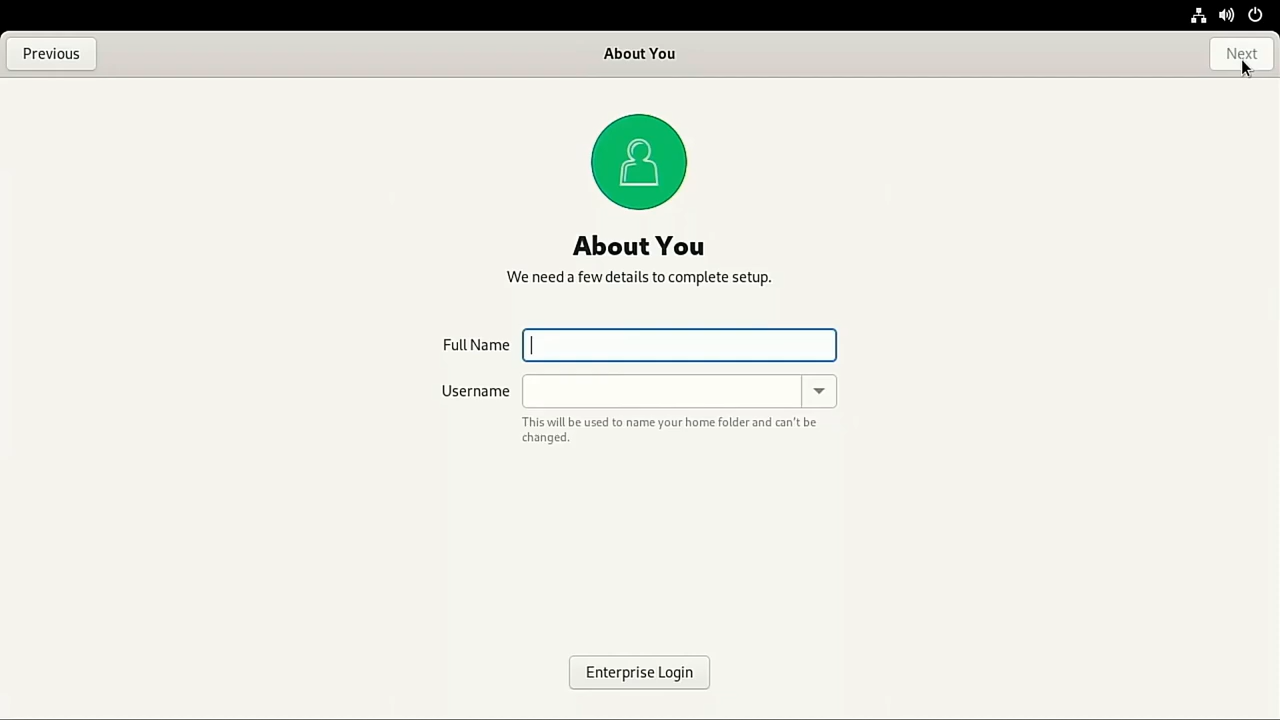 Previous
About You
Next
About You
We need a few details to complete setup.
Full Name
Username
This will be used to name your home folder and can't be
changed.
Enterprise Login